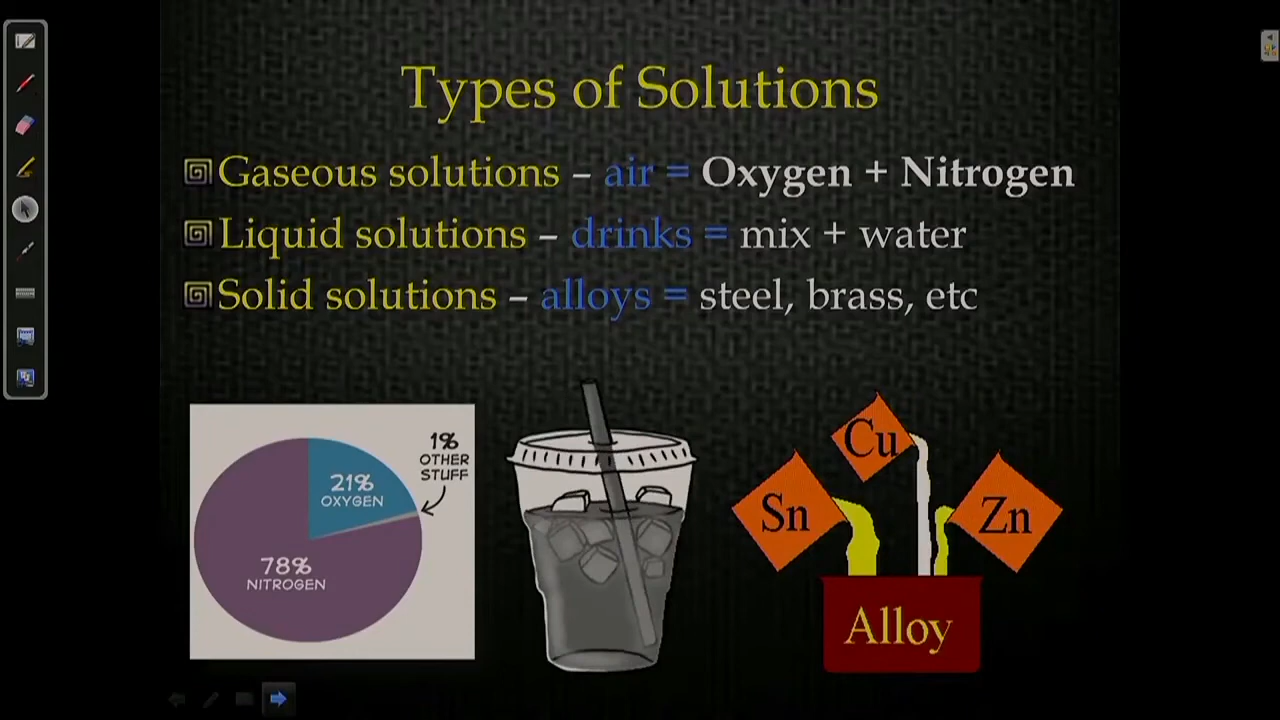 Types of Solutions
Gaseous solutions – air = Oxygen + Nitrogen
Liquid solutions – drinks = mix + water
Solid solutions – alloys = steel, brass, etc
1%
OTHER
STUFF
21%
OXYGEN
78%
NITROGEN
Cu
Sn
Zn
Alloy